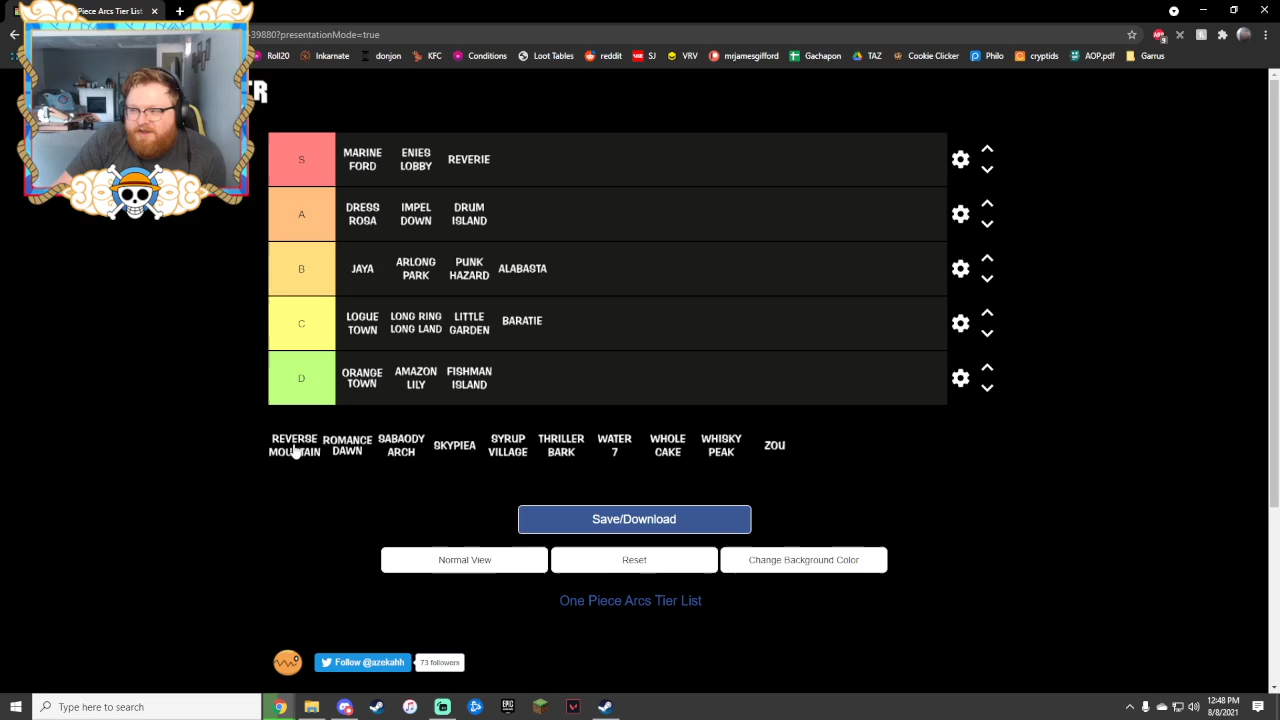 Piece Arcs Tier List
39880?presentationMode=true
Roll20 Inkarnate donjon KFC Conditions Loot Tables reddit SJ VRV mrjamesgifford Gachapon TAZ Cookie Clicker Philo cryptids AOP.pdf Garrus
ER
S
MARINE FORD
ENIES LOBBY
REVERIE
A
DRESS ROSA
IMPEL DOWN
DRUM ISLAND
B
JAYA
ARLONG PARK
PUNK HAZARD
ALABASTA
C
LOGUE TOWN
LONG RING LONG LAND
LITTLE GARDEN
BARATIE
D
ORANGE TOWN
AMAZON LILY
FISHMAN ISLAND
REVERSE MOUNTAIN
ROMANCE DAWN
SABAODY ARCH
SKYPIEA
SYRUP VILLAGE
THRILLER BARK
WATER 7
WHOLE CAKE
WHISKY PEAK
ZOU
Save/Download
Normal View
Reset
Change Background Color
One Piece Arcs Tier List
Follow @azekahh
73 followers
Type here to search
12:48 PM
8/8/2021